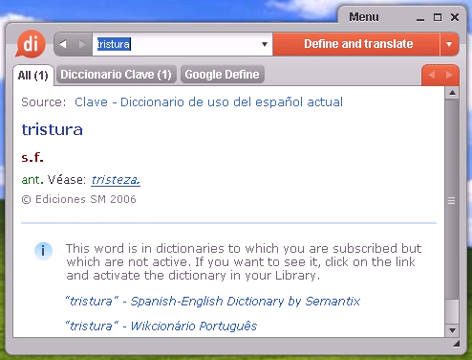 Menu
di
tristura
Define and translate
All (1)
Diccionario Clave (1)
Google Define
Source: Clave - Diccionario de uso del español actual
tristura
s.f.
ant. Véase: tristeza.
© Ediciones SM 2006
i
This word is in dictionaries to which you are subscribed but
which are not active. If you want to see it, click on the link
and activate the dictionary in your Library.
"tristura" - Spanish-English Dictionary by Semantix
"tristura" - Wikcionário Português